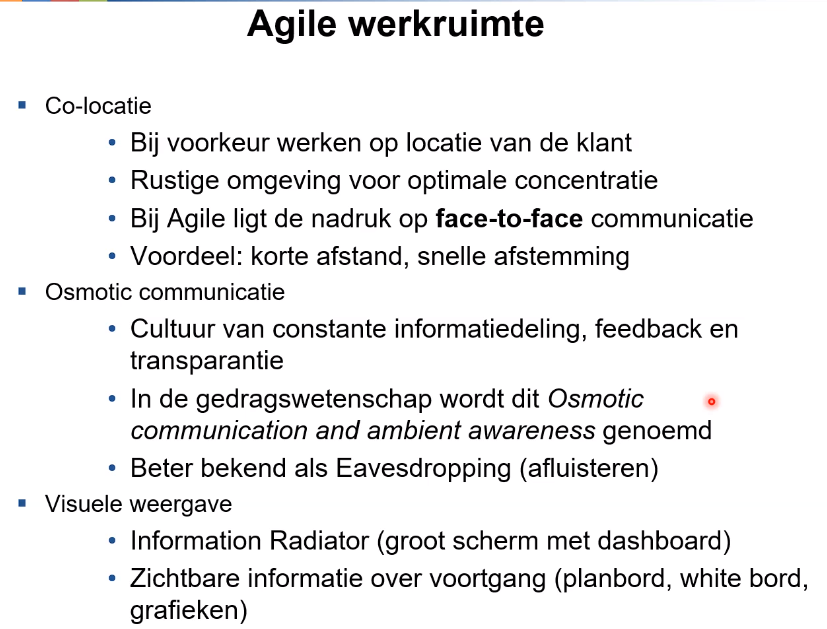 Agile werkruimte
▪ Co-locatie
• Bij voorkeur werken op locatie van de klant
• Rustige omgeving voor optimale concentratie
• Bij Agile ligt de nadruk op face-to-face communicatie
• Voordeel: korte afstand, snelle afstemming
▪ Osmotic communicatie
• Cultuur van constante informatiedeling, feedback en
transparantie
• In de gedragswetenschap wordt dit Osmotic
communication and ambient awareness genoemd
• Beter bekend als Eavesdropping (afluisteren)
▪ Visuele weergave
• Information Radiator (groot scherm met dashboard)
• Zichtbare informatie over voortgang (planbord, white bord,
grafieken)